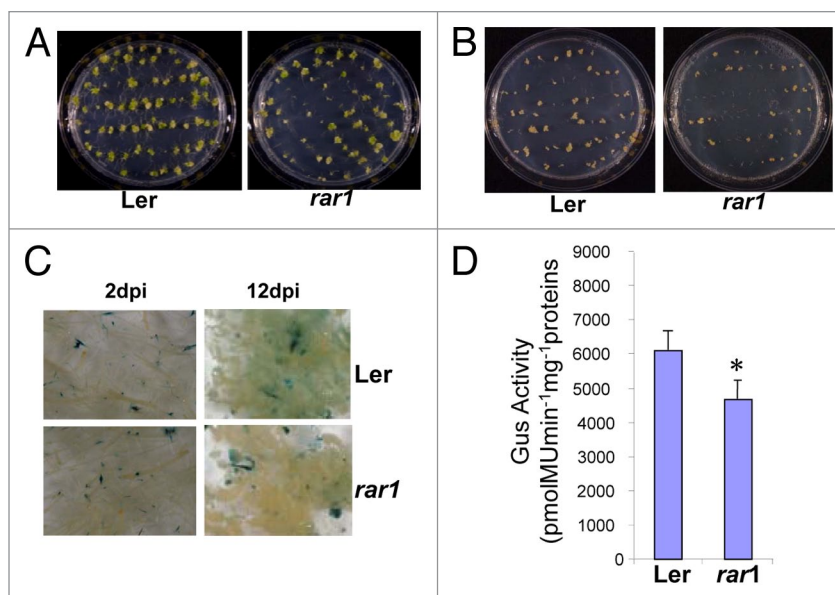 A
Ler
rar1
B
Ler
rar1
C
2dpi
12dpi
Ler
rar1
D
Gus Activity
(pmolMUmin⁻¹mg⁻¹proteins
9000
8000
7000
6000
5000
4000
3000
2000
1000
0
*
Ler
rar1